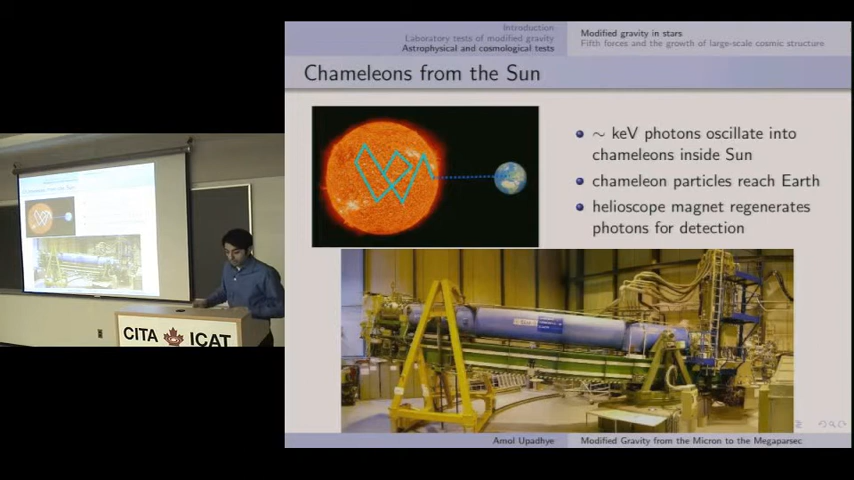 Introduction
Laboratory tests of modified gravity
Astrophysical and cosmological tests
Modified gravity in stars
Fifth forces and the growth of large-scale cosmic structure
Chameleons from the Sun
∼ keV photons oscillate into
chameleons inside Sun
chameleon particles reach Earth
helioscope magnet regenerates
photons for detection
CITA ICAT
Amol Upadhye
Modified Gravity from the Micron to the Megaparsec